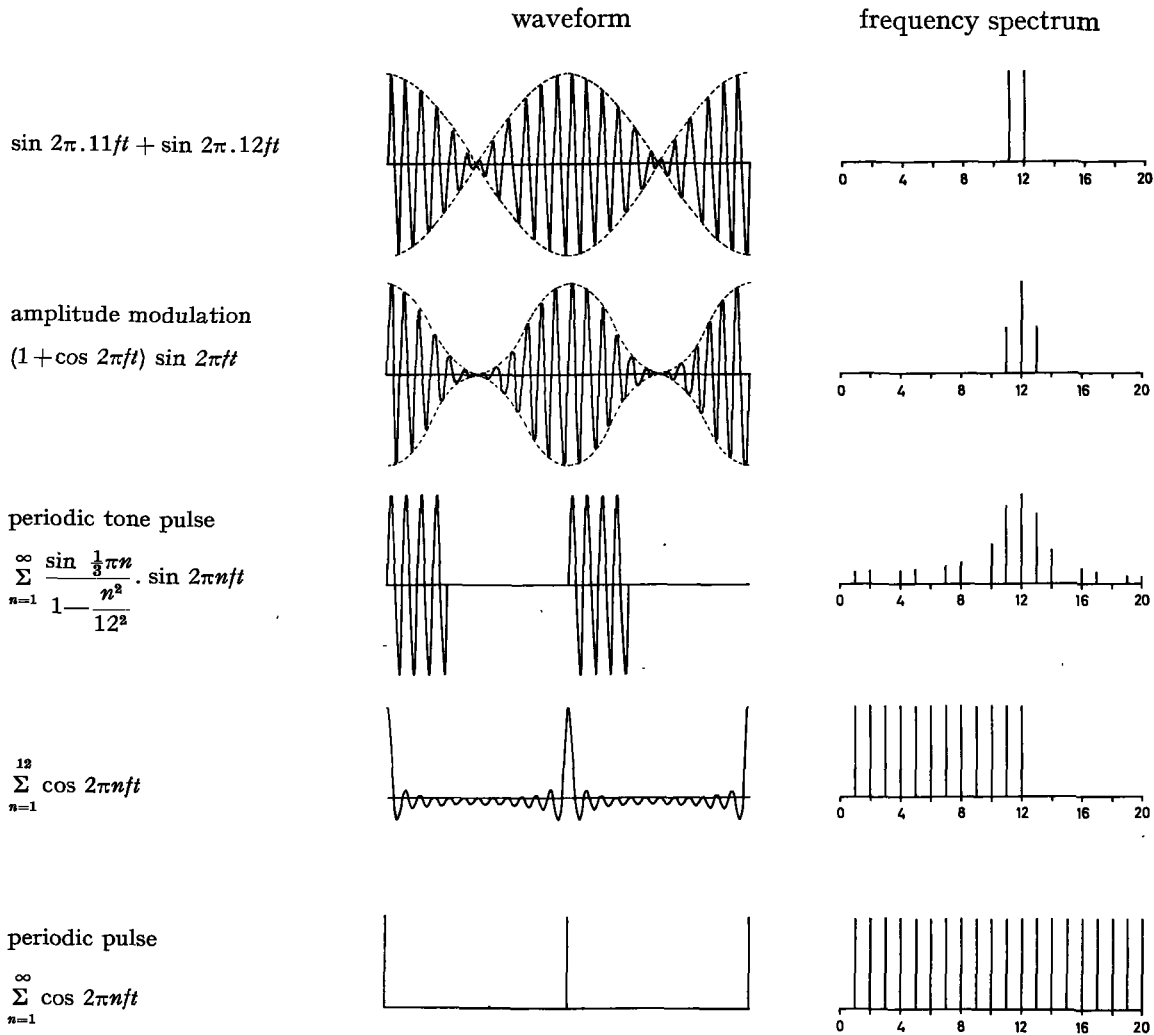 waveform frequency spectrum
sin 2π.11ft + sin 2π.12ft
0 4 8 12 16 20
amplitude modulation
(1+cos 2πft) sin 2πft
0 4 8 12 16 20
periodic tone pulse
∞
Σ
n=1
sin ⅓πn
1—n²
12²
. sin 2πnft
0 4 8 12 16 20
12
Σ cos 2πnft
n=1
0 4 8 12 16 20
periodic pulse
∞
Σ cos 2πnft
n=1
0 4 8 12 16 20